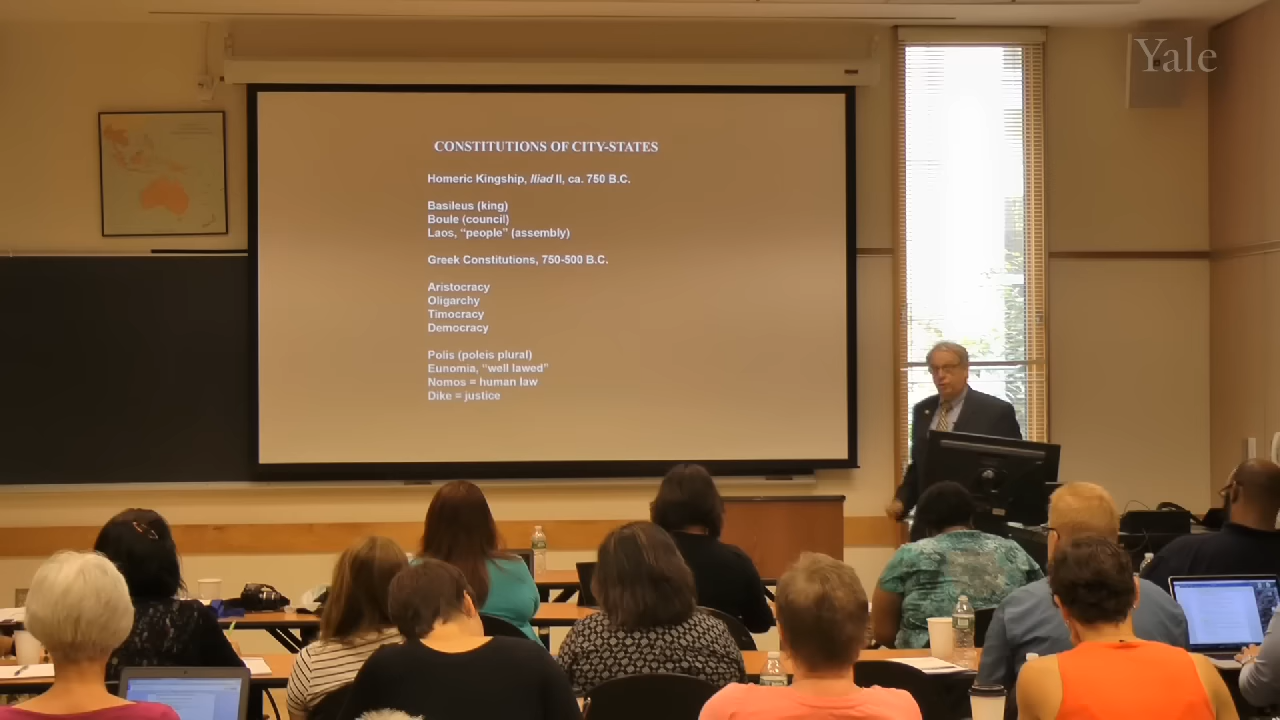 Yale
CONSTITUTIONS OF CITY-STATES
Homeric Kingship, Iliad II, ca. 750 B.C.
Basileus (king)
Boule (council)
Laos, “people” (assembly)
Greek Constitutions, 750-500 B.C.
Aristocracy
Oligarchy
Timocracy
Democracy
Polis (poleis plural)
Eunomia, “well lawed”
Nomos = human law
Dike = justice